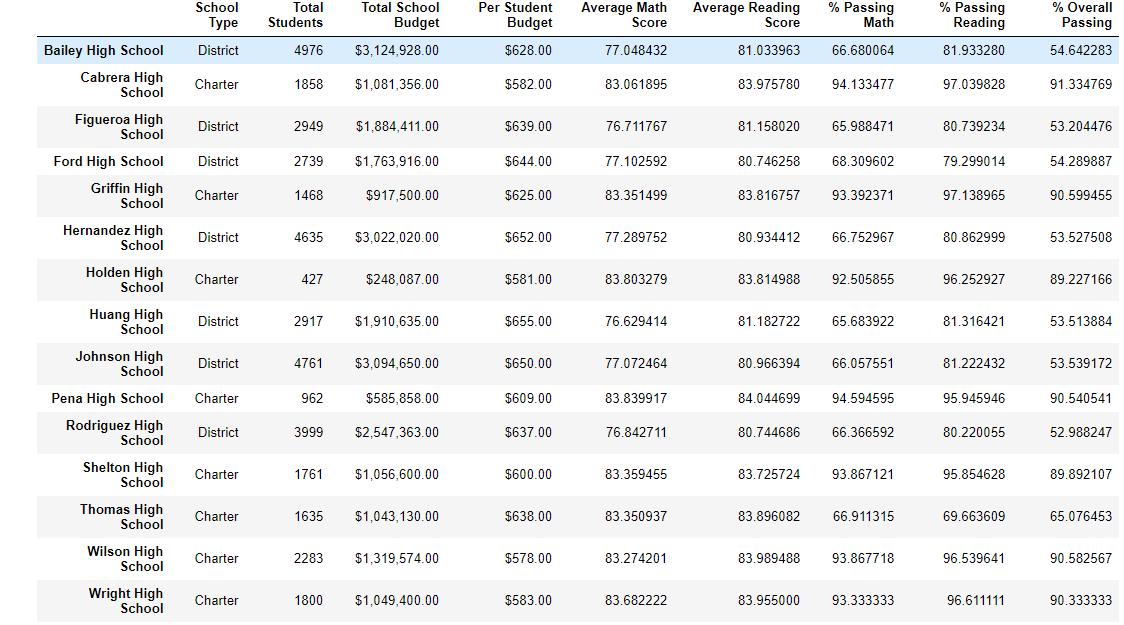 School Total Total School Per Student Average Math Average Reading % Passing % Passing % Overall
Type Students Budget Budget Score Score Math Reading Passing
Bailey High School District 4976 $3,124,928.00 $628.00 77.048432 81.033963 66.680064 81.933280 54.642283
Cabrera High
School Charter 1858 $1,081,356.00 $582.00 83.061895 83.975780 94.133477 97.039828 91.334769
Figueroa High
School District 2949 $1,884,411.00 $639.00 76.711767 81.158020 65.988471 80.739234 53.204476
Ford High School District 2739 $1,763,916.00 $644.00 77.102592 80.746258 68.309602 79.299014 54.289887
Griffin High
School Charter 1468 $917,500.00 $625.00 83.351499 83.816757 93.392371 97.138965 90.599455
Hernandez High
School District 4635 $3,022,020.00 $652.00 77.289752 80.934412 66.752967 80.862999 53.527508
Holden High
School Charter 427 $248,087.00 $581.00 83.803279 83.814988 92.505855 96.252927 89.227166
Huang High
School District 2917 $1,910,635.00 $655.00 76.629414 81.182722 65.683922 81.316421 53.513884
Johnson High
School District 4761 $3,094,650.00 $650.00 77.072464 80.966394 66.057551 81.222432 53.539172
Pena High School Charter 962 $585,858.00 $609.00 83.839917 84.044699 94.594595 95.945946 90.540541
Rodriguez High
School District 3999 $2,547,363.00 $637.00 76.842711 80.744686 66.366592 80.220055 52.988247
Shelton High
School Charter 1761 $1,056,600.00 $600.00 83.359455 83.725724 93.867121 95.854628 89.892107
Thomas High
School Charter 1635 $1,043,130.00 $638.00 83.350937 83.896082 66.911315 69.663609 65.076453
Wilson High
School Charter 2283 $1,319,574.00 $578.00 83.274201 83.989488 93.867718 96.539641 90.582567
Wright High
School Charter 1800 $1,049,400.00 $583.00 83.682222 83.955000 93.333333 96.611111 90.333333